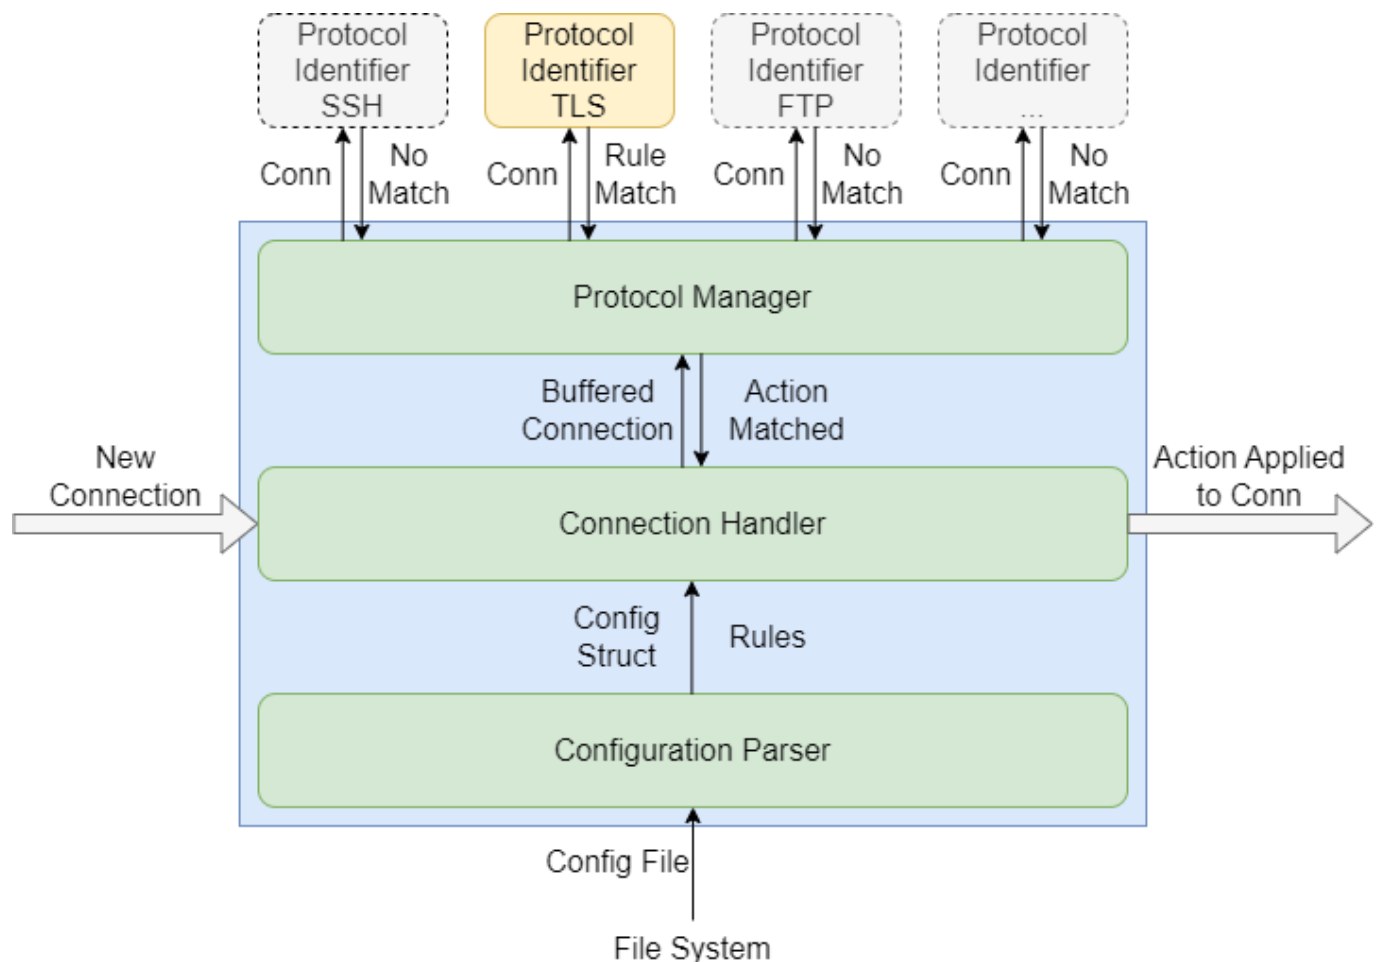 Protocol
Identifier
SSH
Protocol
Identifier
TLS
Protocol
Identifier
FTP
Protocol
Identifier
...
Conn
No
Match
Conn
Rule
Match
Conn
No
Match
Conn
No
Match
Protocol Manager
Buffered
Connection
Action
Matched
New
Connection
Connection Handler
Action Applied
to Conn
Config
Struct
Rules
Configuration Parser
Config File
File System